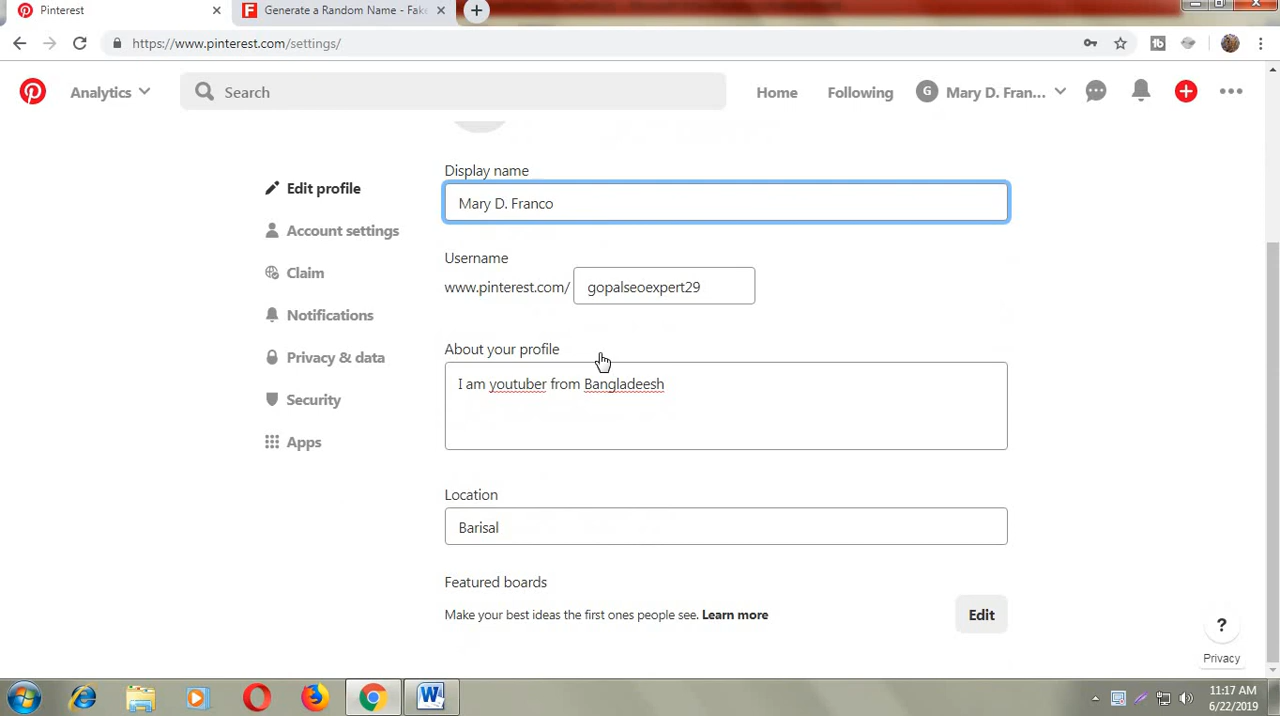 Pinterest
Generate a Random Name - Fake
https://www.pinterest.com/settings/
Analytics
Search
Home
Following
G
Mary D. Fran...
Edit profile
Account settings
Claim
Notifications
Privacy & data
Security
Apps
Display name
Mary D. Franco
Username
www.pinterest.com/
gopalseoexpert29
About your profile
I am youtuber from Bangladeesh
Location
Barisal
Featured boards
Make your best ideas the first ones people see. Learn more
Edit
?
Privacy
11:17 AM
6/22/2019